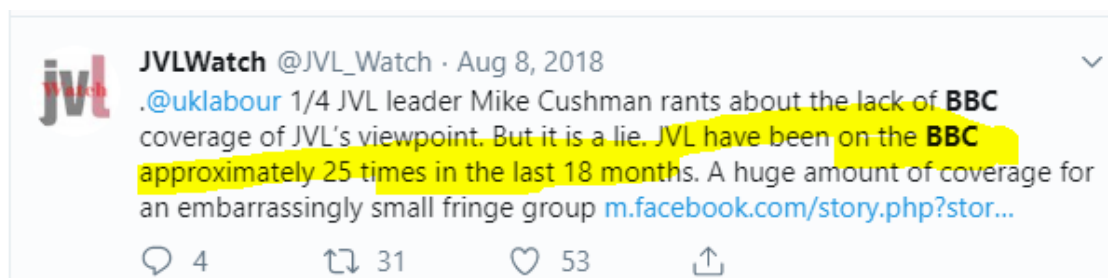 jvl
Watch
JVLWatch @JVL_Watch · Aug 8, 2018
.@uklabour 1/4 JVL leader Mike Cushman rants about the lack of BBC
coverage of JVL's viewpoint. But it is a lie. JVL have been on the BBC
approximately 25 times in the last 18 months. A huge amount of coverage for
an embarrassingly small fringe group m.facebook.com/story.php?stor...
4 31 53